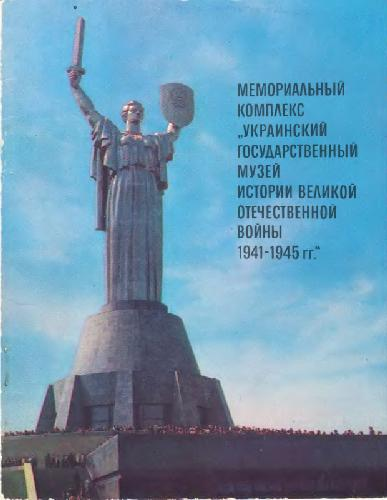 МЕМОРИАЛЬНЫЙ
КОМПЛЕКС
„УКРАИНСКИЙ
ГОСУДАРСТВЕННЫЙ
МУЗЕЙ
ИСТОРИИ ВЕЛИКОЙ
ОТЕЧЕСТВЕННОЙ
ВОЙНЫ
1941-1945 гг.“